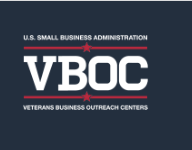 U.S. SMALL BUSINESS ADMINISTRATION
VBOC
VETERANS BUSINESS OUTREACH CENTERS